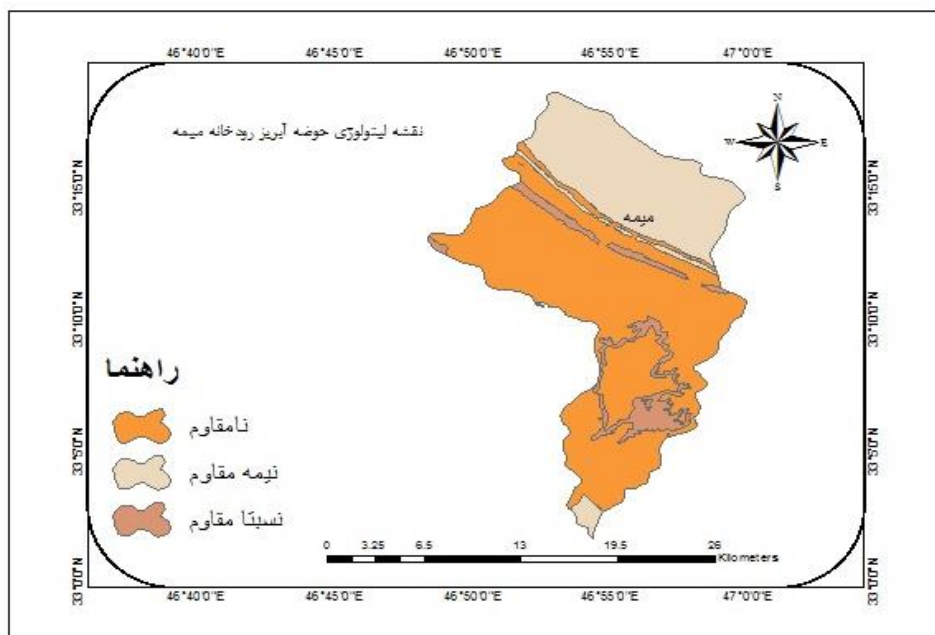 46°40'0"E 46°45'0"E 46°50'0"E 46°55'0"E 47°0'0"E
N
W E
S
نقشه لیتولوژی حوضه آبریز رودخانه میمه
33°15'0"N 33°15'0"N
میمه
33°10'0"N 33°10'0"N
راهنما
نامقاوم
33°5'0"N 33°5'0"N
نیمه مقاوم
نسبتا مقاوم
0 3.25 6.5 13 19.5 26
Kilometers
33°0'0"N 33°0'0"N
46°40'0"E 46°45'0"E 46°50'0"E 46°55'0"E 47°0'0"E